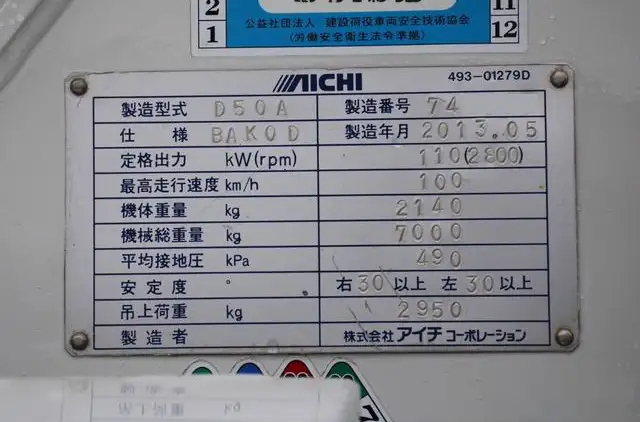 2
1
11
12
公益社団法人 建設荷役車両安全技術協会
(労働安全衛生法令準拠)
AICHI 493-01279D
製造型式 D50A 製造番号 74
仕様 BAKOD 製造年月 2013.05
定格出力 kW(rpm) 110(2800)
最高走行速度 km/h 100
機体重量 kg 2140
機械総重量 kg 7000
平均接地圧 kPa 490
安定度 ° 右30以上 左30以上
吊上荷重 kg 2950
製造者 株式会社アイチコーポレーション
吊上荷重 kg